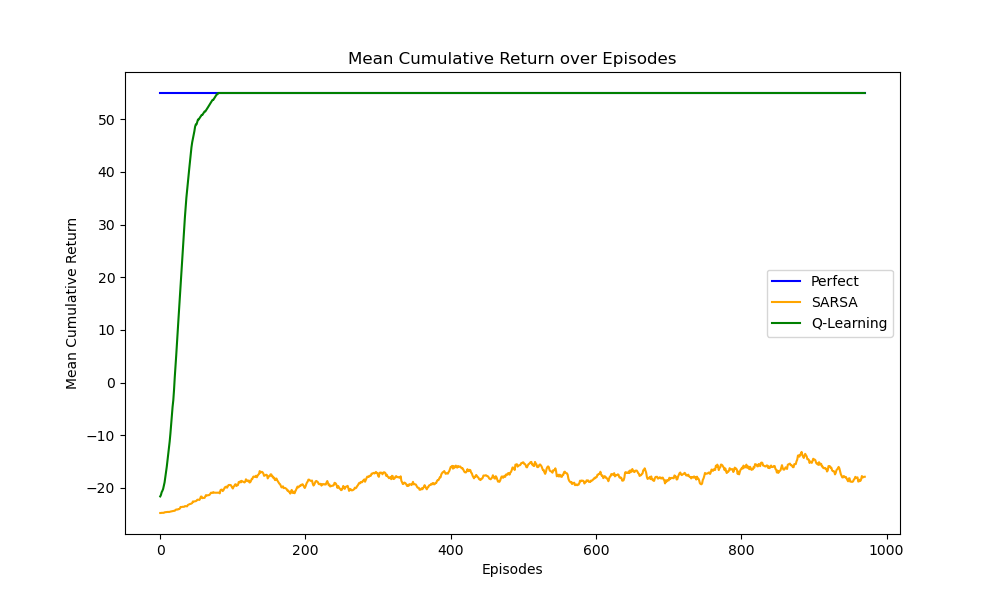 Mean Cumulative Return over Episodes
Mean Cumulative Return
50
40
30
20
10
0
−10
−20
Perfect
SARSA
Q-Learning
0 200 400 600 800 1000
Episodes